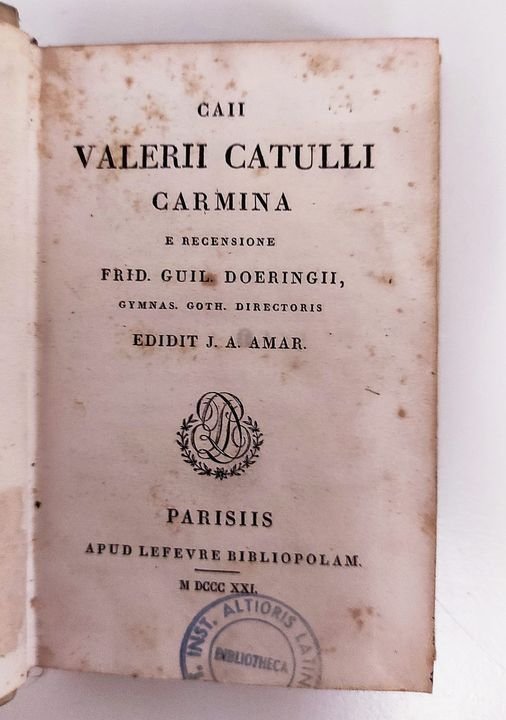 CAII
VALERII CATULLI
CARMINA
E RECENSIONE
FRID. GUIL. DOERINGII,
GYMNAS. GOTH. DIRECTORIS
EDIDIT J. A. AMAR.
PARISIIS
APUD LEFEVRE BIBLIOPOLAM.
M DCCC XXI.
INST. ALTIORIS LATIN
BIBLIOTHECA